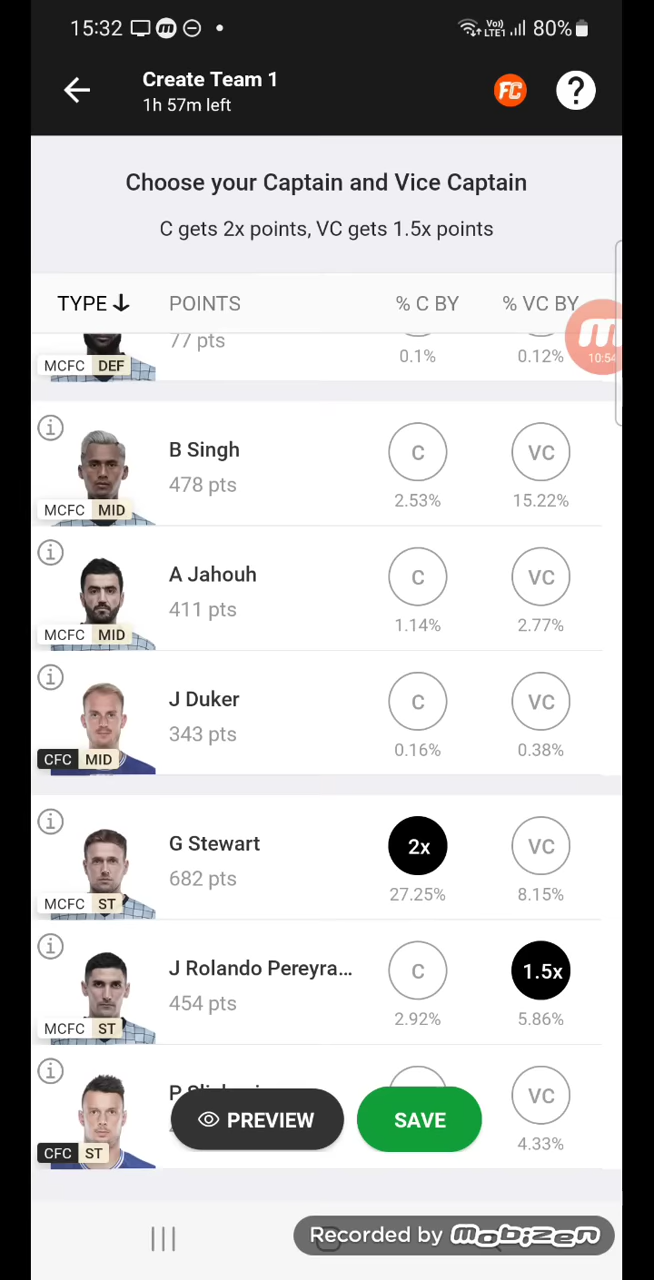 15:32
Vo)) LTE1 80%
Create Team 1
1h 57m left
FC
?
Choose your Captain and Vice Captain
C gets 2x points, VC gets 1.5x points
TYPE POINTS % C BY % VC BY
10:54
77 pts
MCFC DEF
0.1% 0.12%
B Singh
478 pts
C VC
2.53% 15.22%
MCFC MID
A Jahouh
411 pts
C VC
1.14% 2.77%
MCFC MID
J Duker
343 pts
C VC
0.16% 0.38%
CFC MID
G Stewart
682 pts
2x VC
27.25% 8.15%
MCFC ST
J Rolando Pereyra...
454 pts
C 1.5x
2.92% 5.86%
MCFC ST
VC
4.33%
CFC ST
PREVIEW
SAVE
Recorded by mobizen